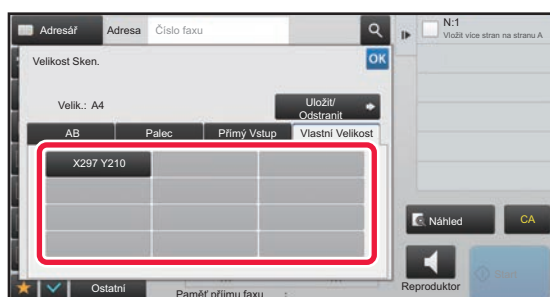 Adresář
Adresa
Číslo faxu
N:1
Vložit více stran na stranu A
Velikost Sken.
OK
Velik.: A4
Uložit/
Odstranit
AB
Palec
Přímý Vstup
Vlastní Velikost
X297 Y210
Náhled
CA
Start
Ostatní
Paměť příjmu faxu :
Reproduktor